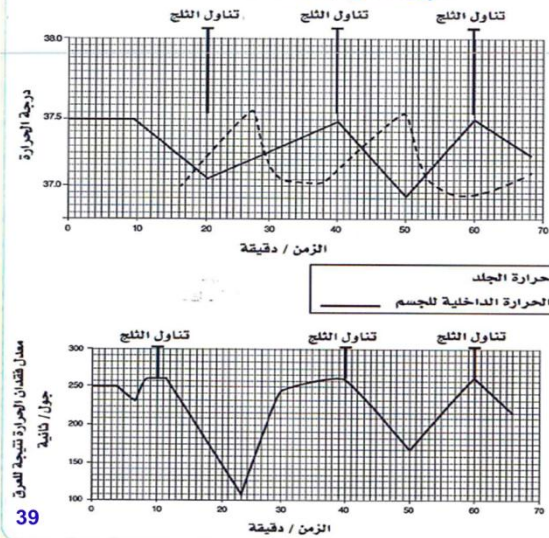 تناول الثلج تناول الثلج تناول الثلج
درجة الحرارة
38.0
37.5
37.0
0 10 20 30 40 50 60 70
الزمن / دقيقة
حرارة الجلد
الحرارة الداخلية للجسم
تناول الثلج تناول الثلج تناول الثلج
معدل فقدان الحرارة نتيجة للعرق
جول/ ثانية
300
250
200
150
100
0 10 20 30 40 50 60 70
الزمن / دقيقة
39